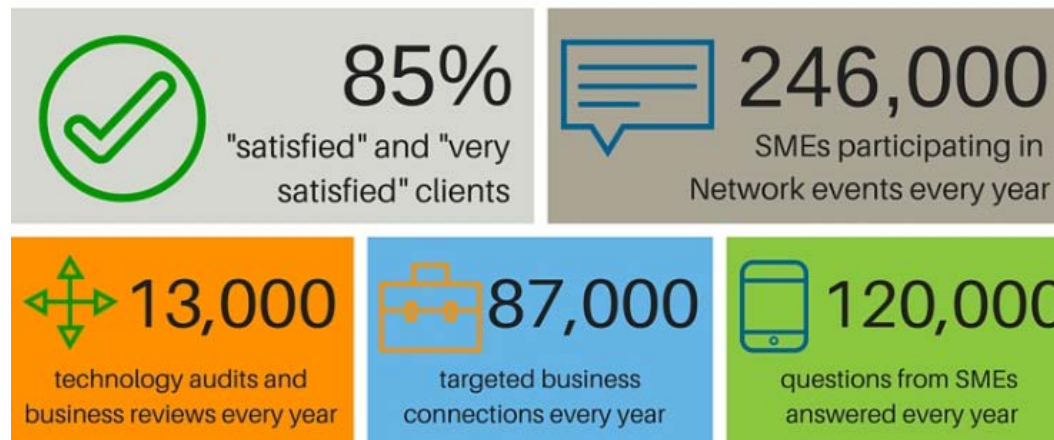 85%
"satisfied" and "very
satisfied" clients
246,000
SMEs participating in
Network events every year
13,000
technology audits and
business reviews every year
87,000
targeted business
connections every year
120,000
questions from SMEs
answered every year